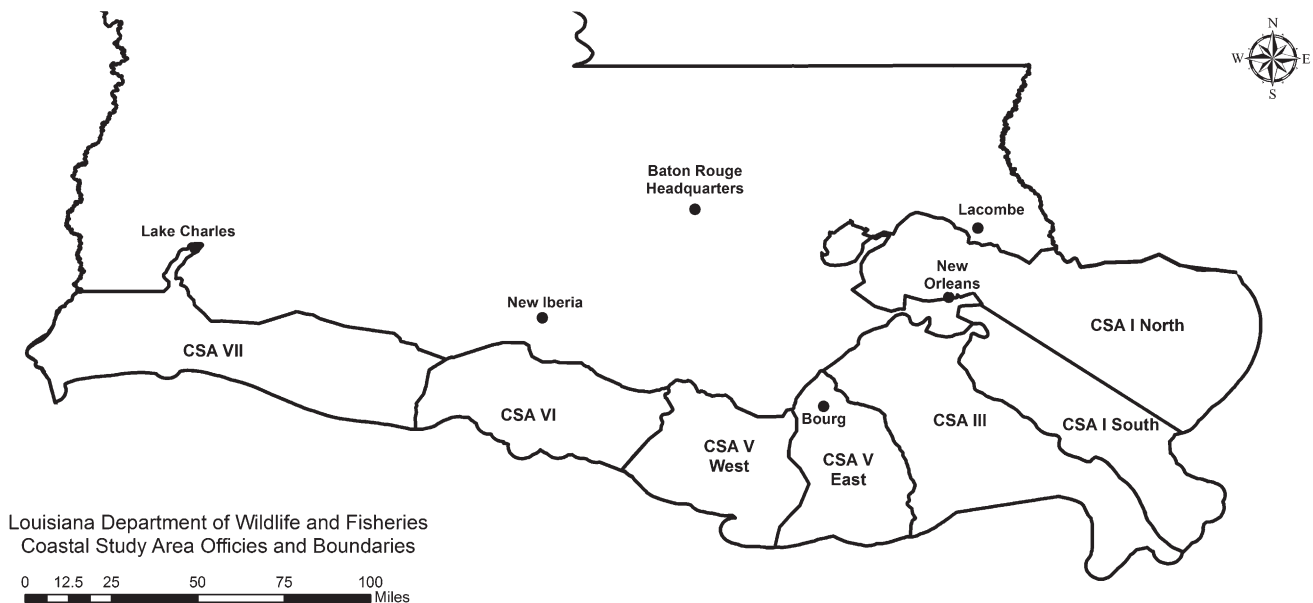 N
W E
S
Baton Rouge
Headquarters
Lacombe
Lake Charles
New
Orleans
New Iberia
CSA I North
CSA VII
CSA VI
CSA III
CSA I South
Bourg
CSA V
West
CSA V
East
Louisiana Department of Wildlife and Fisheries
Coastal Study Area Officies and Boundaries
0 12.5 25 50 75 100
Miles